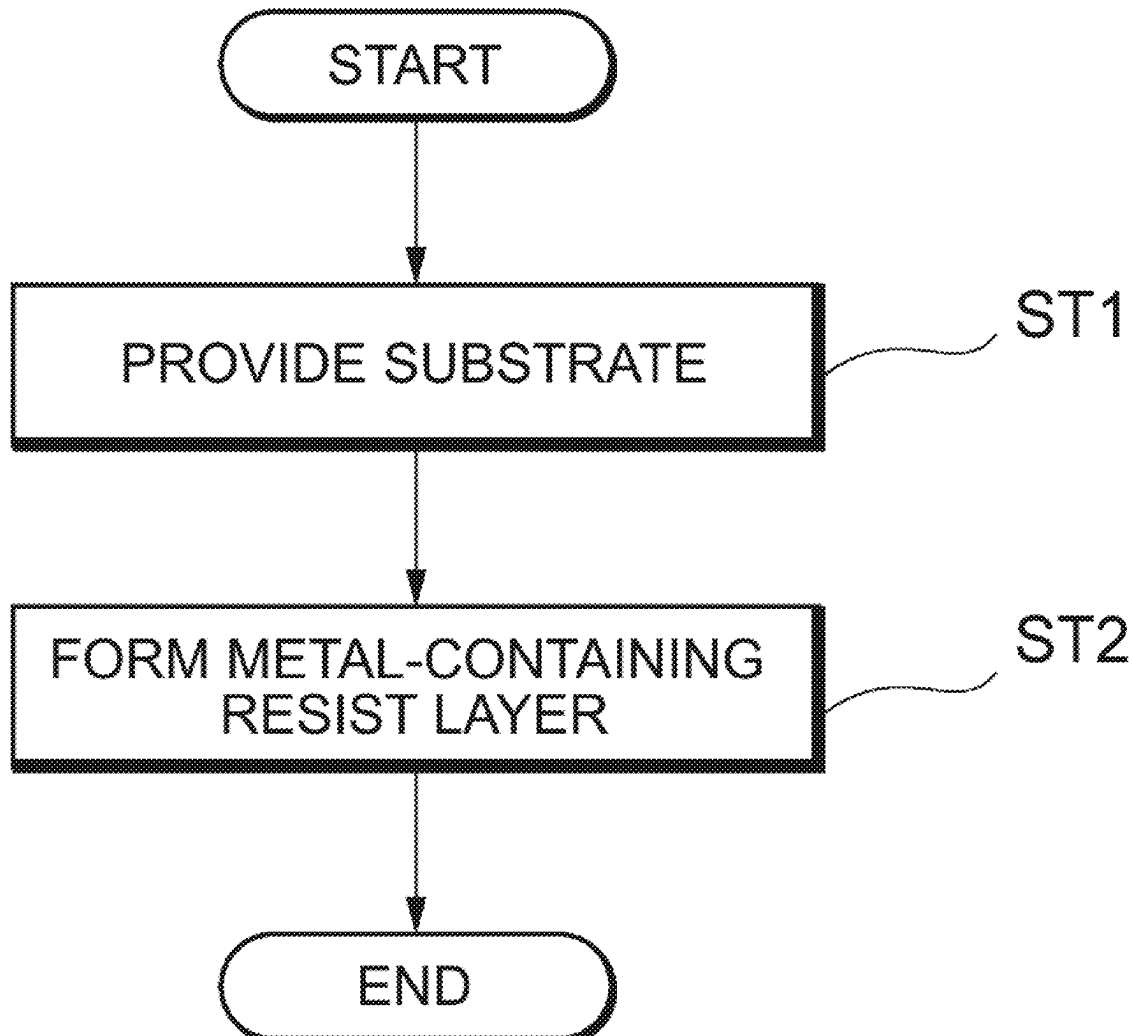 START
PROVIDE SUBSTRATE
ST1
FORM METAL-CONTAINING
RESIST LAYER
ST2
END